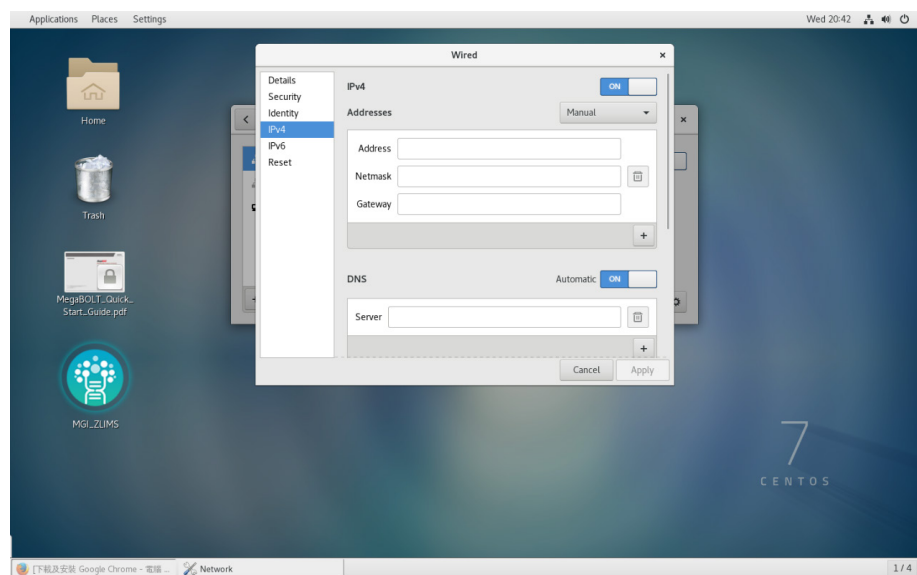 Applications Places Settings Wed 20:42
Wired
Details
Security
Identity
IPv4
IPv6
Reset
IPv4 ON
Addresses Manual
Address
Netmask
Gateway
DNS Automatic ON
Server
Cancel Apply
Home
Trash
MegaBOLT_Quick_
Start_Guide.pdf
MGI_ZLIMS
7
CENTOS
[下載及安裝 Google Chrome - 電腦 ... Network 1 / 4